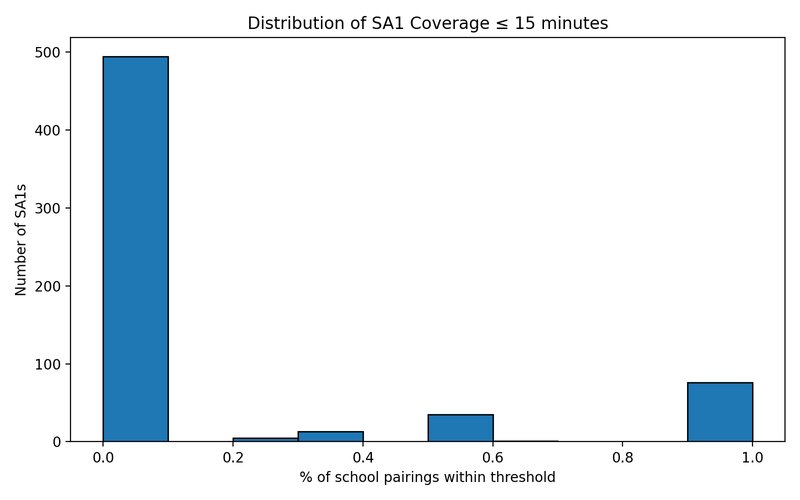 Distribution of SA1 Coverage ≤ 15 minutes
500
400
300
200
100
0
Number of SA1s
0.0 0.2 0.4 0.6 0.8 1.0
% of school pairings within threshold